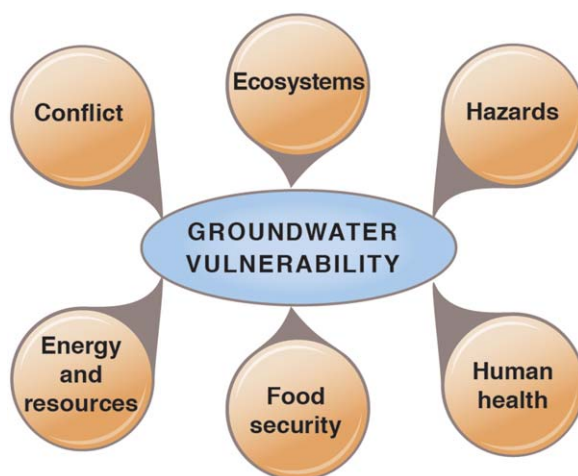 Conflict
Ecosystems
Hazards
GROUNDWATER
VULNERABILITY
Energy
and
resources
Food
security
Human
health